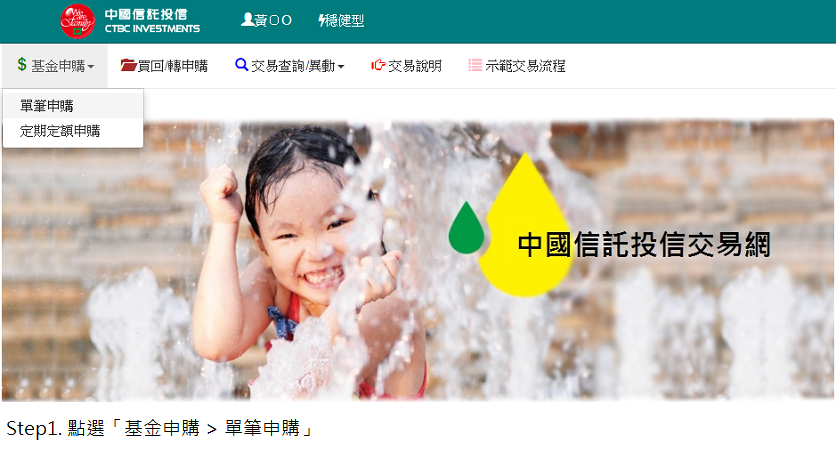 We are family
中國信託投信
CTBC INVESTMENTS
黃○○
穩健型
$ 基金申購
買回/轉申購
交易查詢/異動
交易說明
示範交易流程
單筆申購
定期定額申購
中國信託投信交易網
Step1. 點選「基金申購 > 單筆申購」